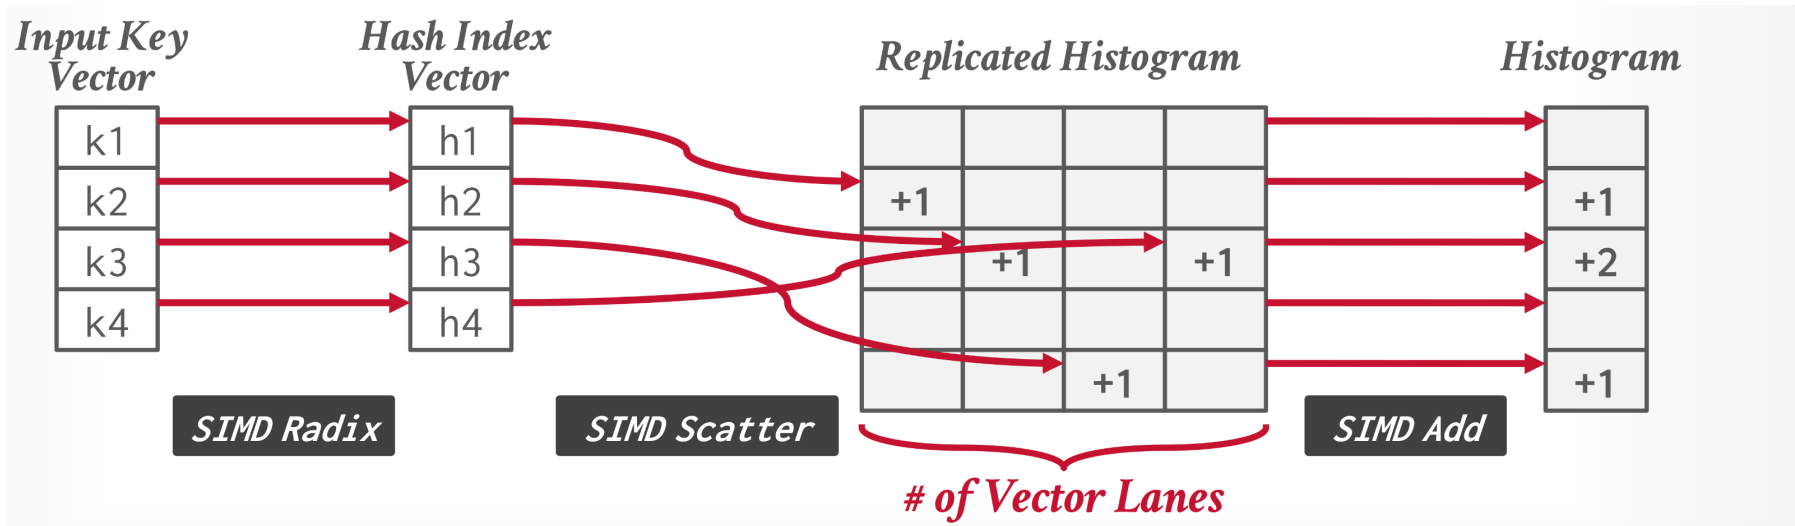 Input Key
Vector
Hash Index
Vector
Replicated Histogram
Histogram
k1
h1
k2
h2
+1
+1
k3
h3
+1
+1
+2
k4
h4
+1
+1
SIMD Radix
SIMD Scatter
SIMD Add
# of Vector Lanes